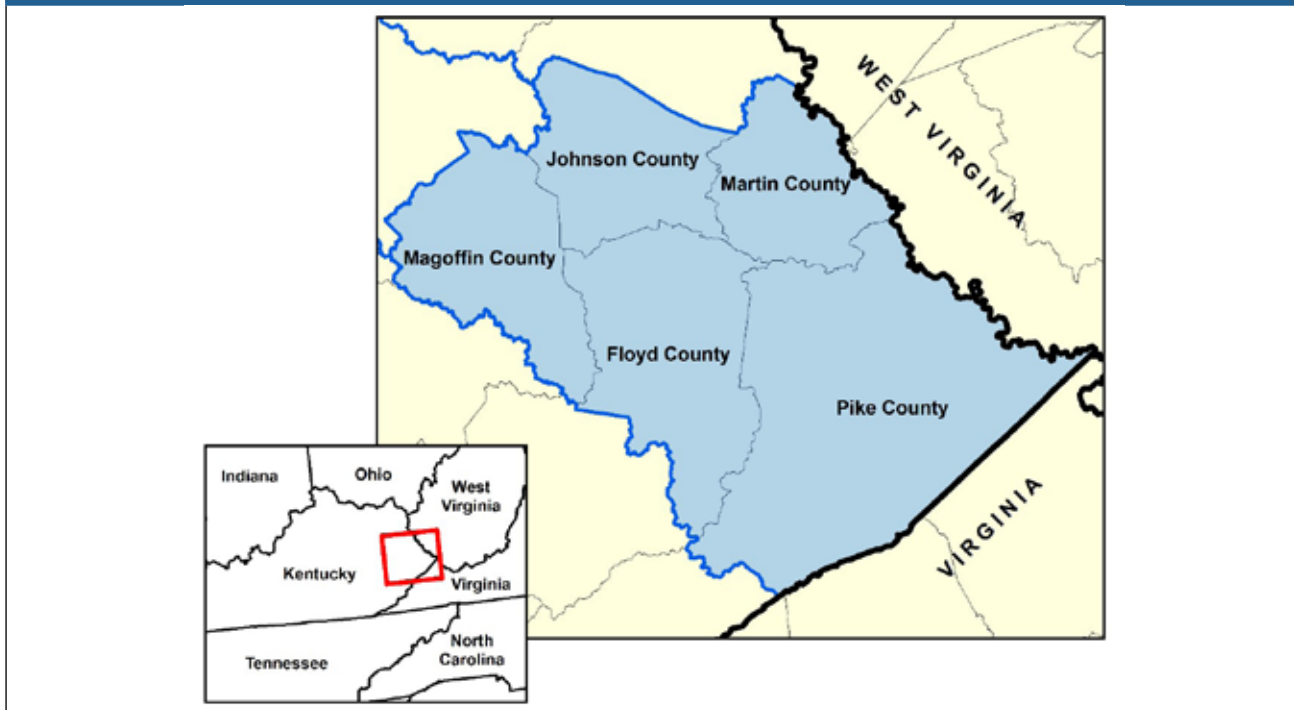 WEST VIRGINIA
Johnson County
Martin County
Magoffin County
Floyd County
Pike County
VIRGINIA
Indiana
Ohio
West
Virginia
Kentucky
Virginia
Tennessee
North
Carolina